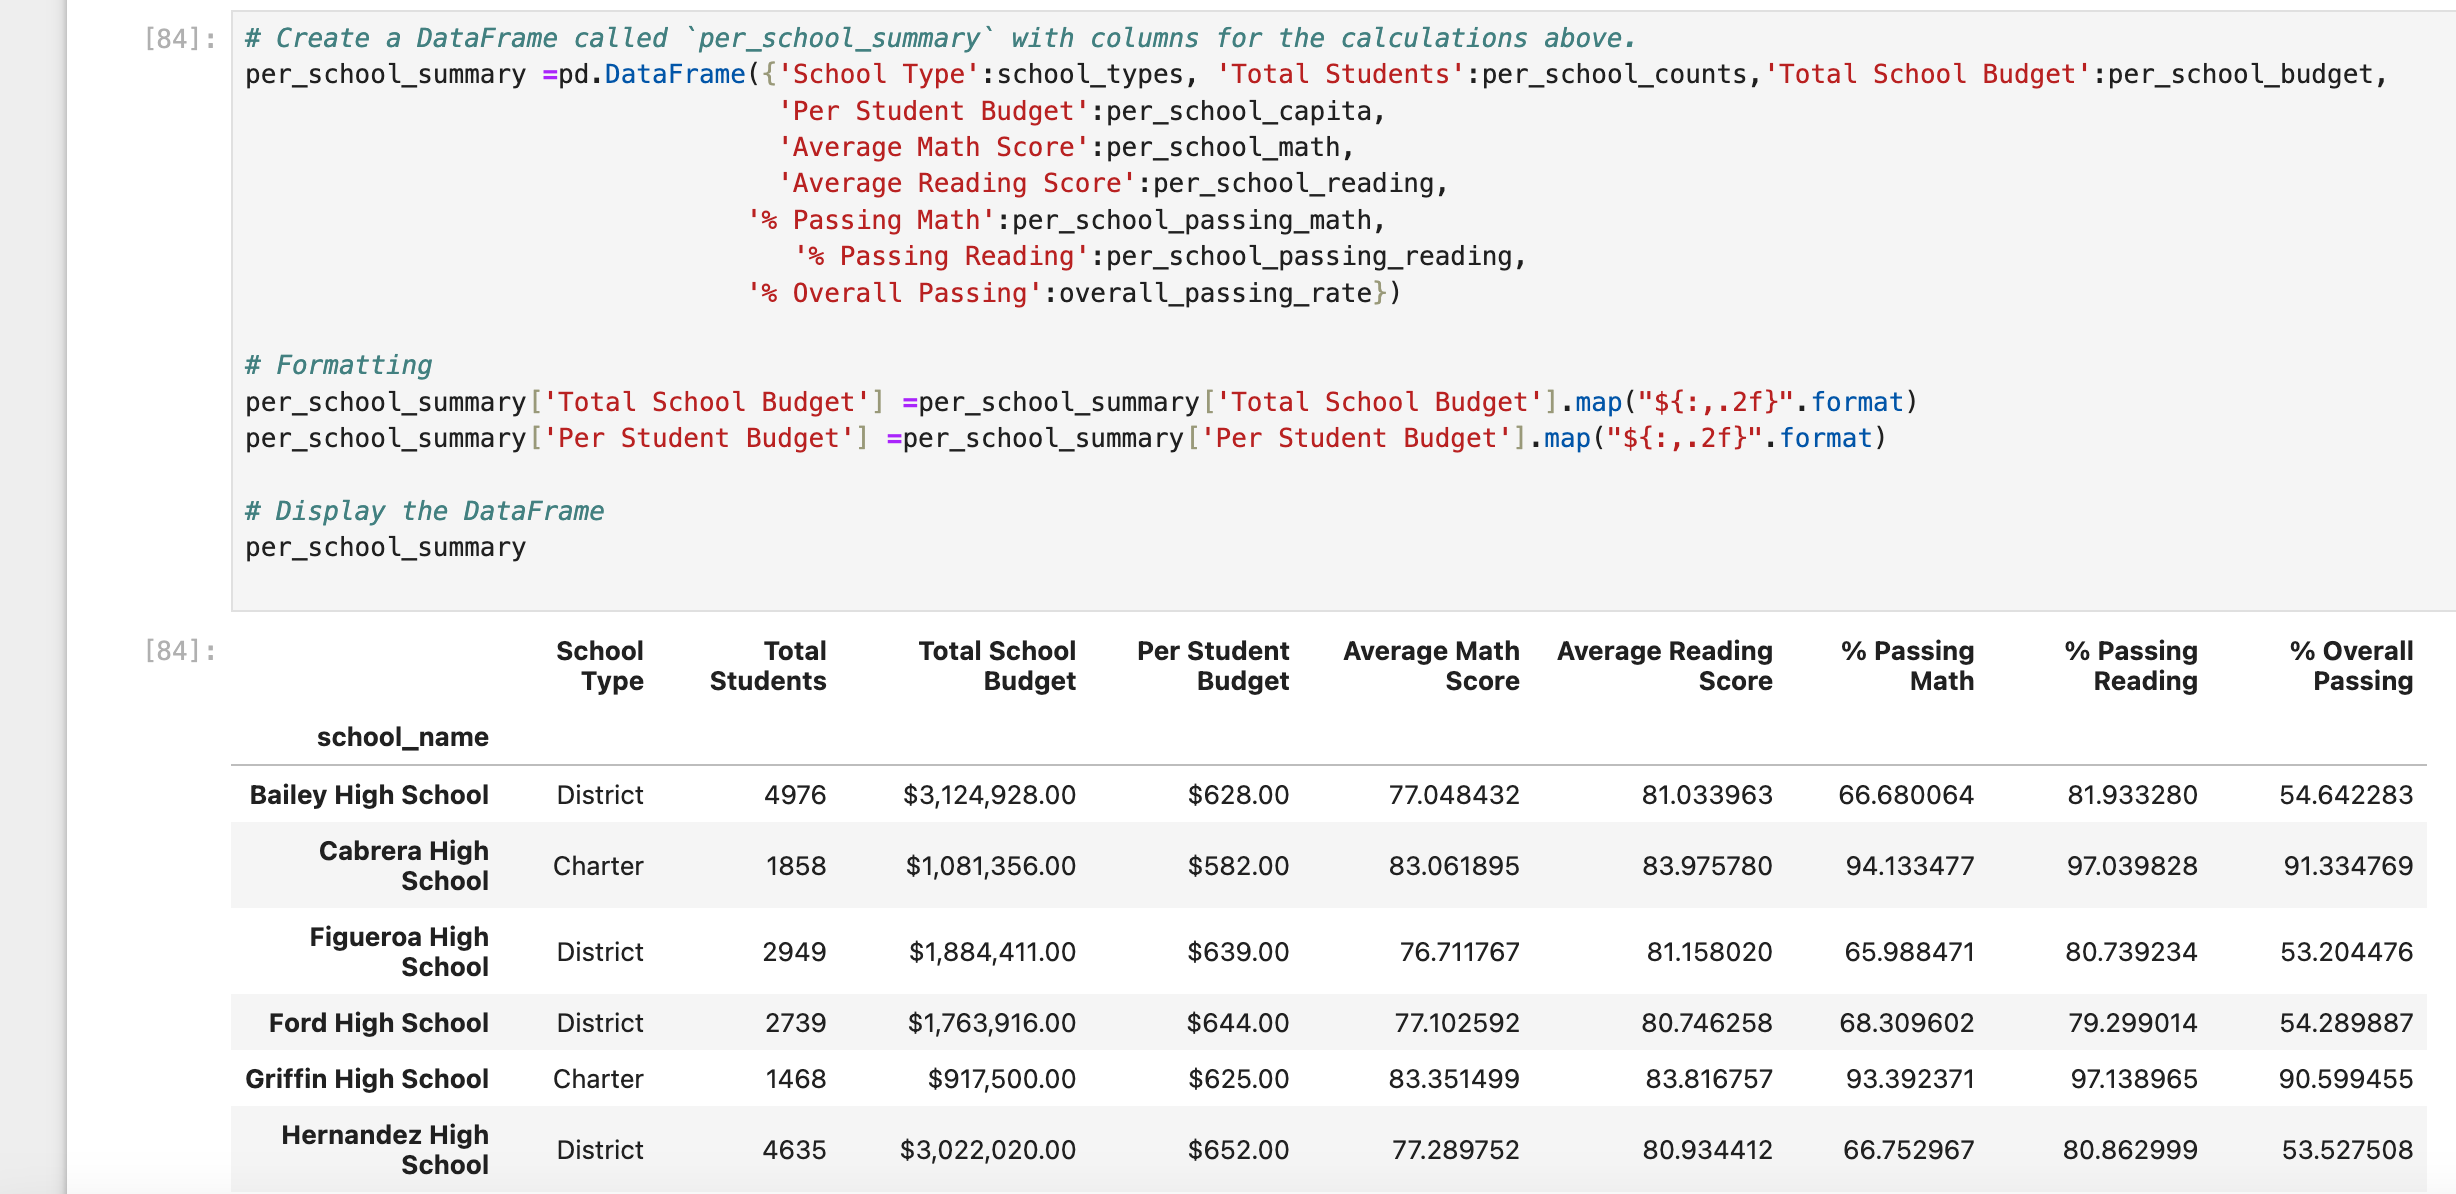 [84]: # Create a DataFrame called `per_school_summary` with columns for the calculations above.
per_school_summary =pd.DataFrame({'School Type':school_types, 'Total Students':per_school_counts,'Total School Budget':per_school_budget,
'Per Student Budget':per_school_capita,
'Average Math Score':per_school_math,
'Average Reading Score':per_school_reading,
'% Passing Math':per_school_passing_math,
'% Passing Reading':per_school_passing_reading,
'% Overall Passing':overall_passing_rate})
# Formatting
per_school_summary['Total School Budget'] =per_school_summary['Total School Budget'].map("${:,.2f}".format)
per_school_summary['Per Student Budget'] =per_school_summary['Per Student Budget'].map("${:,.2f}".format)
# Display the DataFrame
per_school_summary
[84]: School Total Total School Per Student Average Math Average Reading % Passing % Passing % Overall
Type Students Budget Budget Score Score Math Reading Passing
school_name
Bailey High School District 4976 $3,124,928.00 $628.00 77.048432 81.033963 66.680064 81.933280 54.642283
Cabrera High
School Charter 1858 $1,081,356.00 $582.00 83.061895 83.975780 94.133477 97.039828 91.334769
Figueroa High
School District 2949 $1,884,411.00 $639.00 76.711767 81.158020 65.988471 80.739234 53.204476
Ford High School District 2739 $1,763,916.00 $644.00 77.102592 80.746258 68.309602 79.299014 54.289887
Griffin High School Charter 1468 $917,500.00 $625.00 83.351499 83.816757 93.392371 97.138965 90.599455
Hernandez High
School District 4635 $3,022,020.00 $652.00 77.289752 80.934412 66.752967 80.862999 53.527508